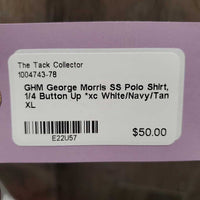 The Tack Collector
1004743-78
GHM George Morris SS Polo Shirt,
1/4 Button Up *xc White/Navy/Tan
XL
E22U57
$50.00